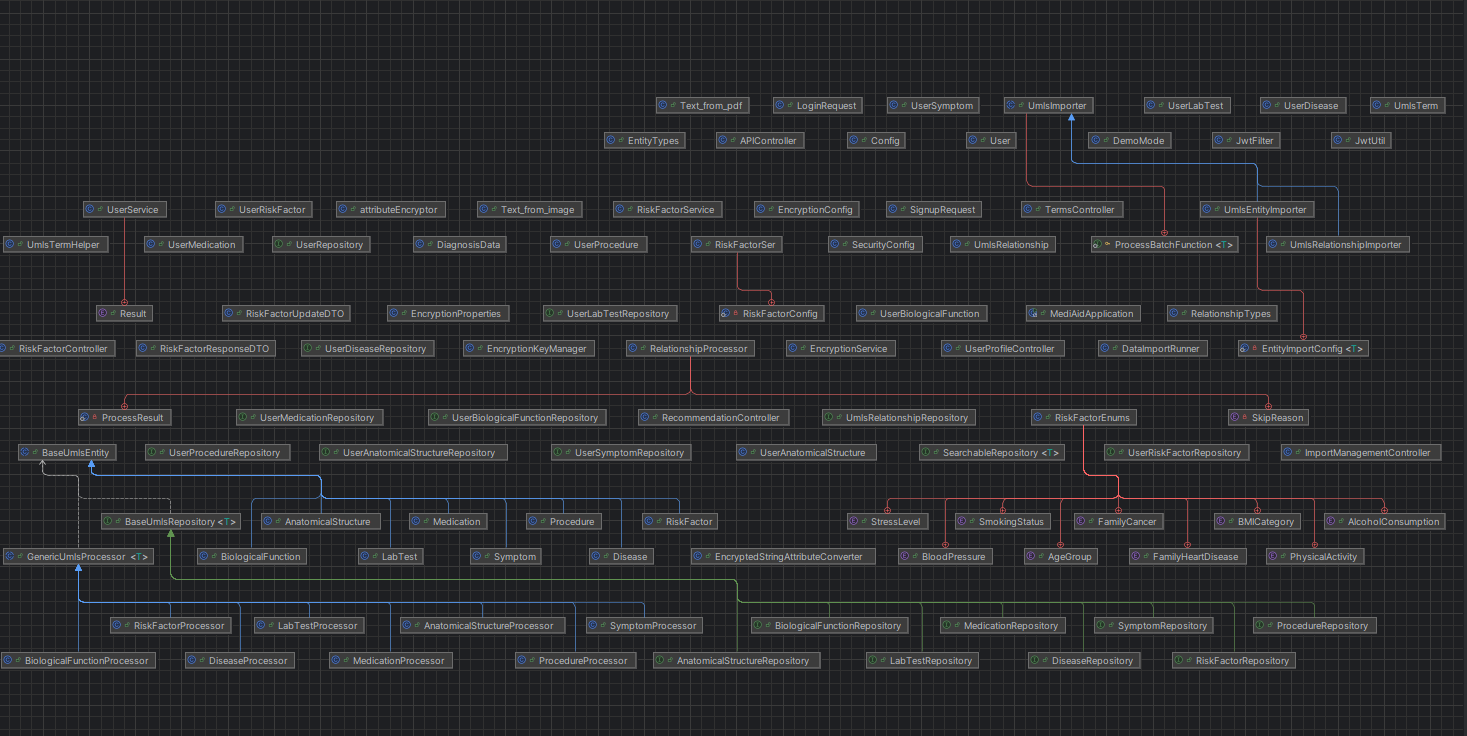 Text_from_pdf LoginRequest UserSymptom UmlsImporter UserLabTest UserDisease UmlsTerm
EntityTypes APIController Config User DemoMode JwtFilter JwtUtil
UserService UserRiskFactor attributeEncryptor Text_from_image RiskFactorService EncryptionConfig SignupRequest TermsController UmlsEntityImporter
UmlsTermHelper UserMedication UserRepository DiagnosisData UserProcedure RiskFactorSer SecurityConfig UmlsRelationship ProcessBatchFunction <T> UmlsRelationshipImporter
Result RiskFactorUpdateDTO EncryptionProperties UserLabTestRepository RiskFactorConfig UserBiologicalFunction MediAidApplication RelationshipTypes
RiskFactorController RiskFactorResponseDTO UserDiseaseRepository EncryptionKeyManager RelationshipProcessor EncryptionService UserProfileController DataImportRunner EntityImportConfig <T>
ProcessResult UserMedicationRepository UserBiologicalFunctionRepository RecommendationController UmlsRelationshipRepository RiskFactorEnums SkipReason
BaseUmlsEntity UserProcedureRepository UserAnatomicalStructureRepository UserSymptomRepository UserAnatomicalStructure SearchableRepository <T> UserRiskFactorRepository ImportManagementController
BaseUmlsRepository <T> AnatomicalStructure Medication Procedure RiskFactor StressLevel SmokingStatus FamilyCancer BMICategory AlcoholConsumption
GenericUmlsProcessor <T> BiologicalFunction LabTest Symptom Disease EncryptedStringAttributeConverter BloodPressure AgeGroup FamilyHeartDisease PhysicalActivity
RiskFactorProcessor LabTestProcessor AnatomicalStructureProcessor SymptomProcessor BiologicalFunctionRepository MedicationRepository SymptomRepository ProcedureRepository
BiologicalFunctionProcessor DiseaseProcessor MedicationProcessor ProcedureProcessor AnatomicalStructureRepository LabTestRepository DiseaseRepository RiskFactorRepository